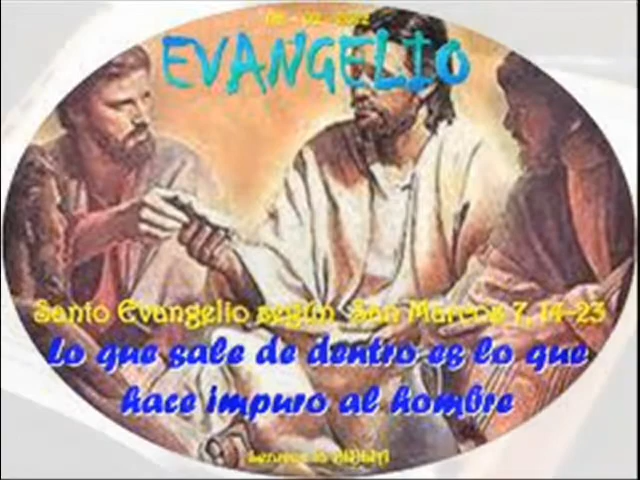 EVANGELIO
Santo Evangelio según San Marcos 7, 14-23
Lo que sale de dentro es lo que
hace impuro al hombre